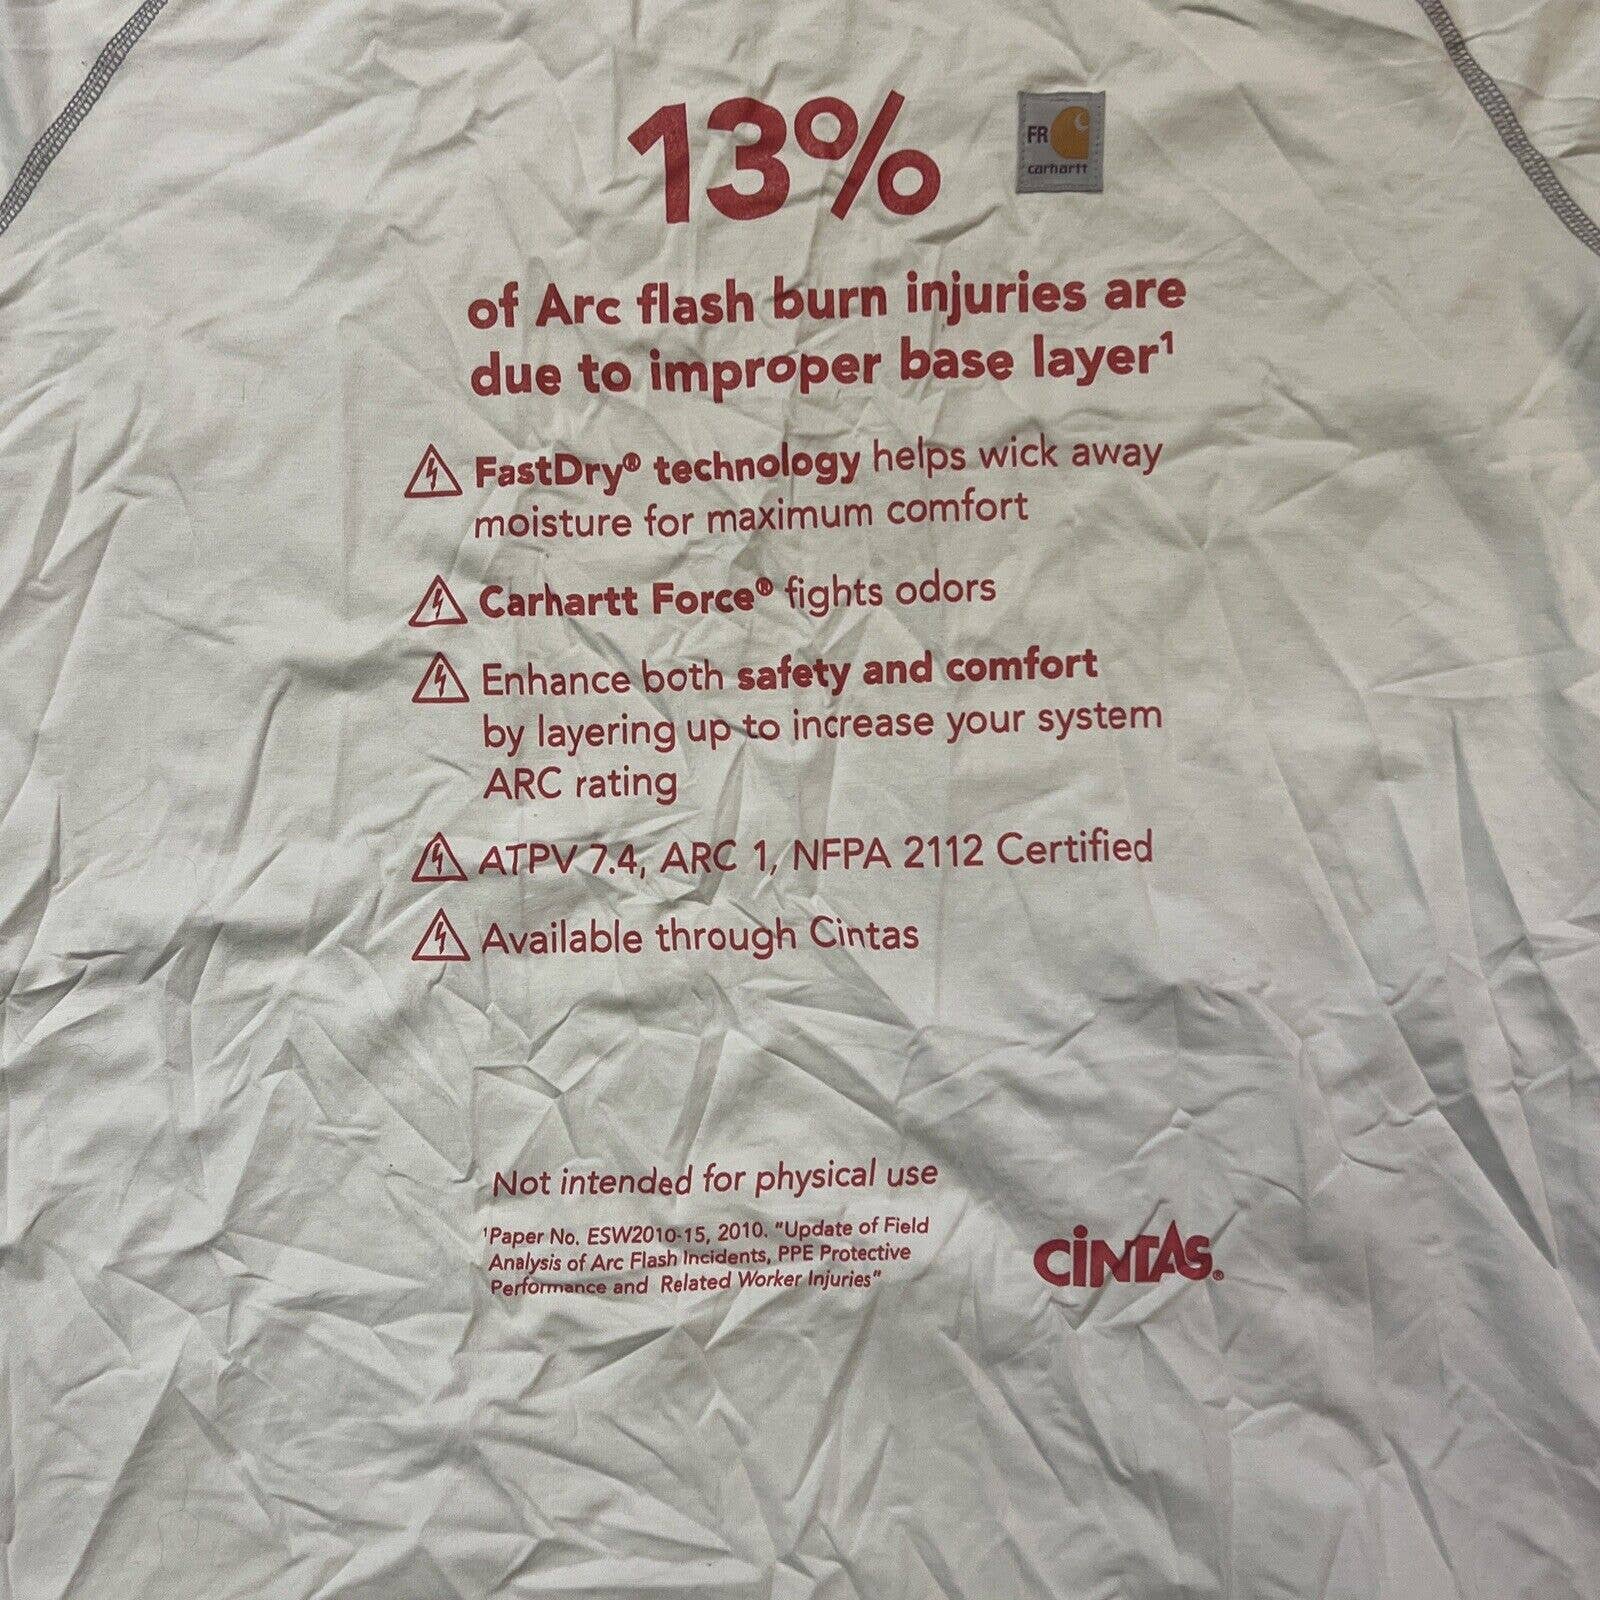 13%
FR
carhartt
of Arc flash burn injuries are
due to improper base layer¹
FastDry® technology helps wick away
moisture for maximum comfort
Carhartt Force® fights odors
Enhance both safety and comfort
by layering up to increase your system
ARC rating
ATPV 7.4, ARC 1, NFPA 2112 Certified
Available through Cintas
Not intended for physical use
¹Paper No. ESW2010-15, 2010. "Update of Field
Analysis of Arc Flash Incidents, PPE Protective
Performance and Related Worker Injuries"
CiNTAS®